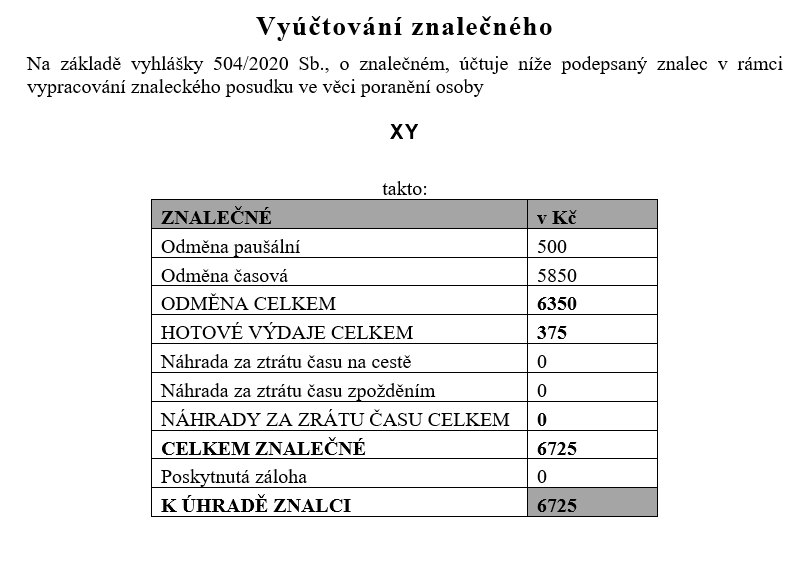 Vyúčtování znalečného
Na základě vyhlášky 504/2020 Sb., o znalečném, účtuje níže podepsaný znalec v rámci
vypracování znaleckého posudku ve věci poranění osoby
XY
takto:
ZNALEČNÉ v Kč
Odměna paušální 500
Odměna časová 5850
ODMĚNA CELKEM 6350
HOTOVÉ VÝDAJE CELKEM 375
Náhrada za ztrátu času na cestě 0
Náhrada za ztrátu času zpožděním 0
NÁHRADY ZA ZRÁTU ČASU CELKEM 0
CELKEM ZNALEČNÉ 6725
Poskytnutá záloha 0
K ÚHRADĚ ZNALCI 6725